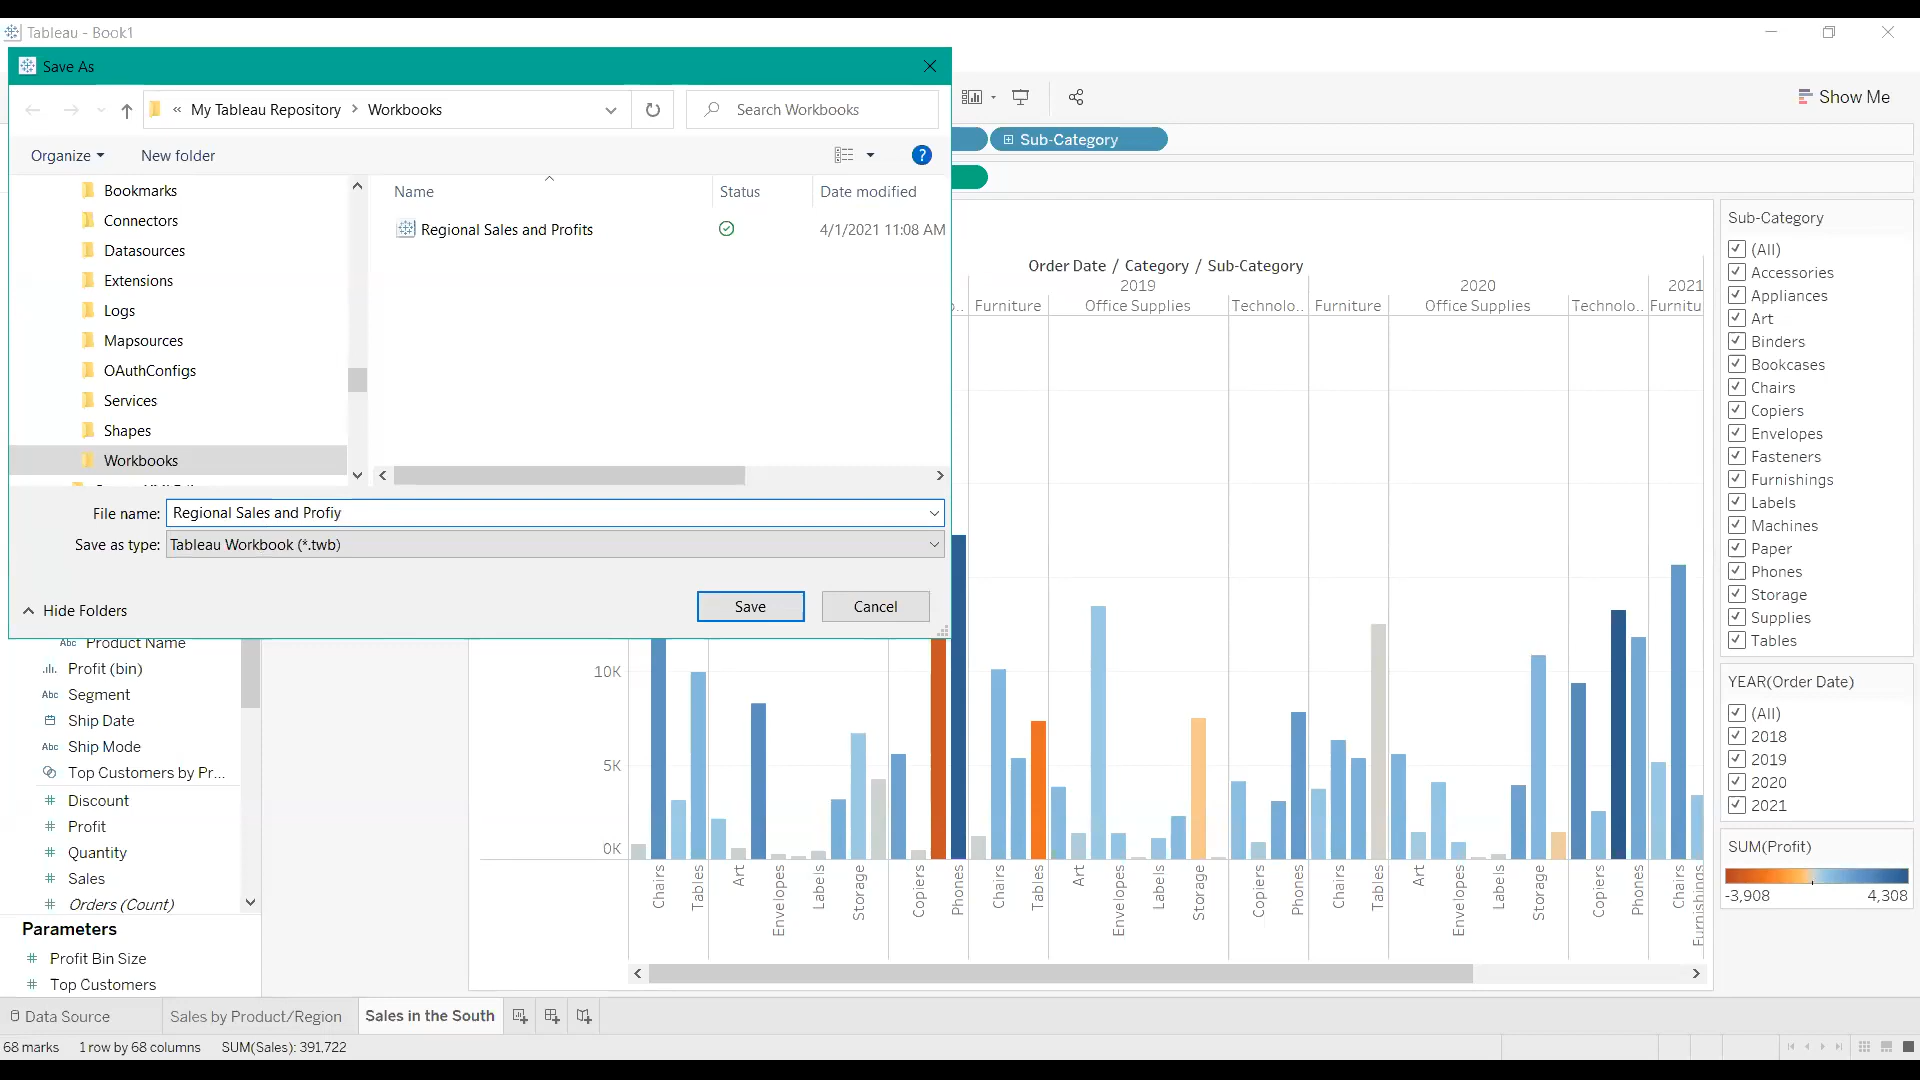 Tableau - Book1
Save As
« My Tableau Repository > Workbooks
Search Workbooks
Show Me
Sub-Category
Organize
New folder
?
Bookmarks
Connectors
Datasources
Extensions
Logs
Mapsources
OAuthConfigs
Services
Shapes
Workbooks
Name
Status
Date modified
Regional Sales and Profits
4/1/2021 11:08 AM
File name: Regional Sales and Profiy
Save as type: Tableau Workbook (*.twb)
Hide Folders
Save
Cancel
Abc Product Name
Profit (bin)
Abc Segment
Ship Date
Abc Ship Mode
Top Customers by Pr...
# Discount
# Profit
# Quantity
# Sales
# Orders (Count)
Parameters
# Profit Bin Size
# Top Customers
Order Date / Category / Sub-Category
2019
2020
2021
Furniture
Office Supplies
Technolo..
Furniture
Office Supplies
Technolo..
Furnitu
10K
5K
0K
Chairs
Tables
Art
Envelopes
Labels
Storage
Copiers
Phones
Chairs
Tables
Art
Envelopes
Labels
Storage
Copiers
Phones
Chairs
Tables
Art
Envelopes
Labels
Storage
Copiers
Phones
Chairs
Furnishings
Sub-Category
(All)
Accessories
Appliances
Art
Binders
Bookcases
Chairs
Copiers
Envelopes
Fasteners
Furnishings
Labels
Machines
Paper
Phones
Storage
Supplies
Tables
YEAR(Order Date)
(All)
2018
2019
2020
2021
SUM(Profit)
-3,908
4,308
Data Source
Sales by Product/Region
Sales in the South
68 marks
1 row by 68 columns
SUM(Sales): 391,722